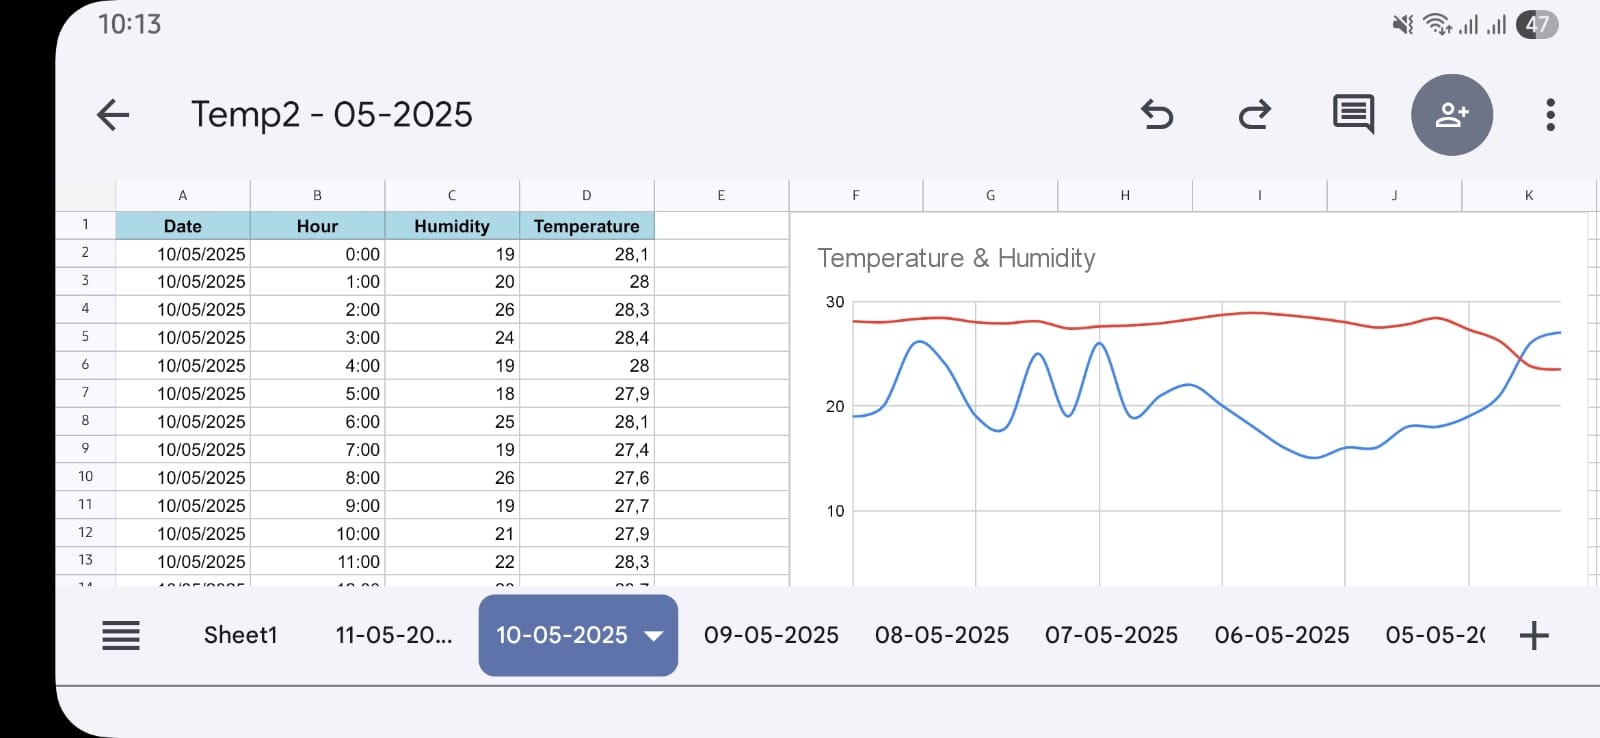 10:13
47
Temp2 - 05-2025
A B C D E F G H I J K
1 Date Hour Humidity Temperature
2 10/05/2025 0:00 19 28,1
3 10/05/2025 1:00 20 28
4 10/05/2025 2:00 26 28,3
5 10/05/2025 3:00 24 28,4
6 10/05/2025 4:00 19 28
7 10/05/2025 5:00 18 27,9
8 10/05/2025 6:00 25 28,1
9 10/05/2025 7:00 19 27,4
10 10/05/2025 8:00 26 27,6
11 10/05/2025 9:00 19 27,7
12 10/05/2025 10:00 21 27,9
13 10/05/2025 11:00 22 28,3
Temperature & Humidity
30
20
10
Sheet1 11-05-20... 10-05-2025 09-05-2025 08-05-2025 07-05-2025 06-05-2025 05-05-20